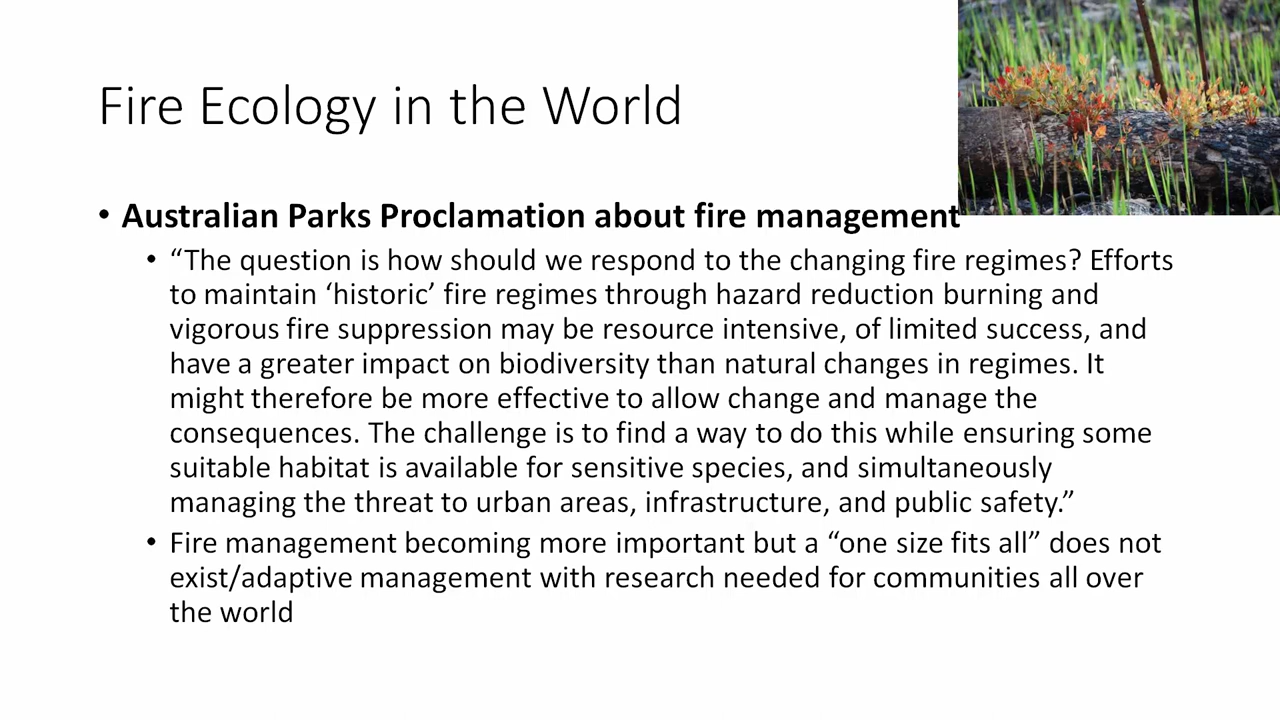 Fire Ecology in the World
• Australian Parks Proclamation about fire management
• “The question is how should we respond to the changing fire regimes? Efforts
to maintain ‘historic’ fire regimes through hazard reduction burning and
vigorous fire suppression may be resource intensive, of limited success, and
have a greater impact on biodiversity than natural changes in regimes. It
might therefore be more effective to allow change and manage the
consequences. The challenge is to find a way to do this while ensuring some
suitable habitat is available for sensitive species, and simultaneously
managing the threat to urban areas, infrastructure, and public safety.”
• Fire management becoming more important but a “one size fits all” does not
exist/adaptive management with research needed for communities all over
the world